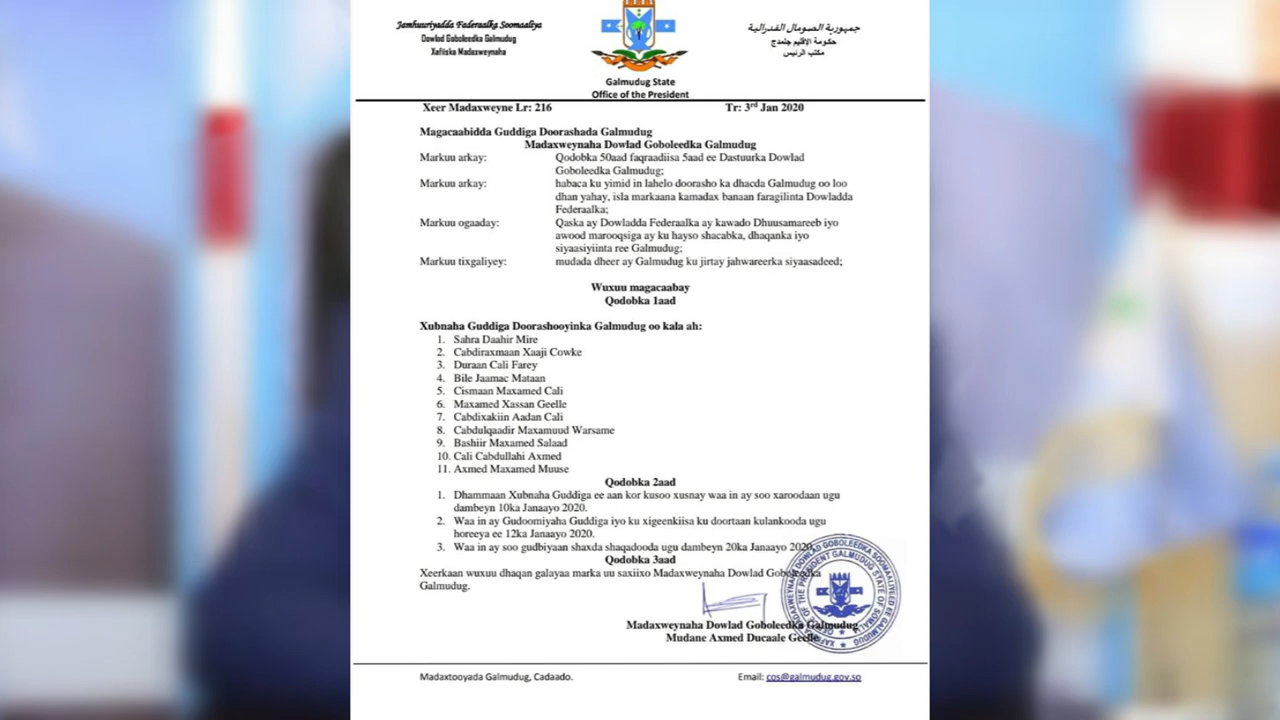 Jamhuuriyadda Federaalka Soomaaliya
Dowlad Goboleedka Galmudug
Xafiiska Madaxweynaha
جمهورية الصومال الفدرالية
حكومة الإقليم جلمدج
مكتب الرئيس
Galmudug State
Office of the President
Xeer Madaxweyne Lr: 216 Tr: 3rd Jan 2020
Magacaabidda Guddiga Doorashada Galmudug
Madaxweynaha Dowlad Goboleedka Galmudug
Markuu arkay: Qodobka 50aad faqraadiisa 5aad ee Dastuurka Dowlad
Goboleedka Galmudug;
Markuu arkay: habaca ku yimid in lahelo doorasho ka dhacda Galmudug oo loo
dhan yahay, isla markaana kamadax banaan faragilinta Dowladda
Federaalka;
Markuu ogaaday: Qaska ay Dowladda Federaalka ay kawado Dhuusamareeb iyo
awood marooqsiga ay ku hayso shacabka, dhaqanka iyo
siyaasiyiinta ree Galmudug;
Markuu tixgaliyey: mudada dheer ay Galmudug ku jirtay jahwareerka siyaasadeed;
Wuxuu magacaabay
Qodobka 1aad
Xubnaha Guddiga Doorashooyinka Galmudug oo kala ah:
1. Sahra Daahir Mire
2. Cabdiraxmaan Xaaji Cowke
3. Duraan Cali Farey
4. Bile Jaamac Mataan
5. Cismaan Maxamed Cali
6. Maxamed Xassan Geelle
7. Cabdixakiin Aadan Cali
8. Cabdulqaadir Maxamuud Warsame
9. Bashiir Maxamed Salaad
10. Cali Cabdullahi Axmed
11. Axmed Maxamed Muuse
Qodobka 2aad
1. Dhammaan Xubnaha Guddiga ee aan kor kusoo xusnay waa in ay soo xaroodaan ugu
dambeyn 10ka Janaayo 2020.
2. Waa in ay Gudoomiyaha Guddiga iyo ku xigeenkiisa ku doortaan kulankooda ugu
horeeya ee 12ka Janaayo 2020.
3. Waa in ay soo gudbiyaan shaxda shaqadooda ugu dambeyn 20ka Janaayo 2020.
Qodobka 3aad
Xeerkaan wuxuu dhaqan galayaa marka uu saxiixo Madaxweynaha Dowlad Goboleedka
Galmudug.
Madaxweynaha Dowlad Goboleedka Galmudug
Mudane Axmed Ducaale Geelle
Madaxtooyada Galmudug, Cadaado. Email: cos@galmudug.gov.so